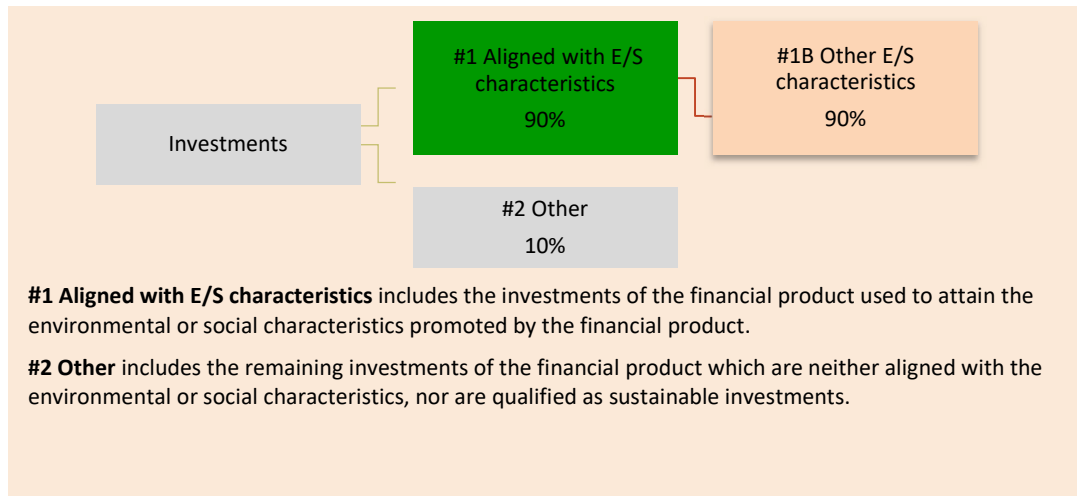 #1 Aligned with E/S
characteristics
90%
#1B Other E/S
characteristics
90%
Investments
#2 Other
10%
#1 Aligned with E/S characteristics includes the investments of the financial product used to attain the
environmental or social characteristics promoted by the financial product.
#2 Other includes the remaining investments of the financial product which are neither aligned with the
environmental or social characteristics, nor are qualified as sustainable investments.